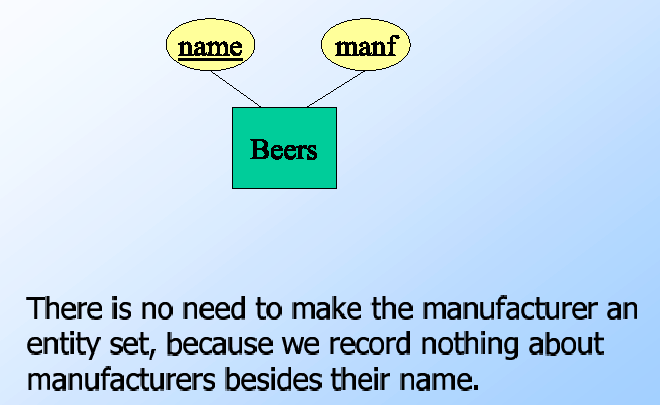 name manf
Beers
There is no need to make the manufacturer an
entity set, because we record nothing about
manufacturers besides their name.